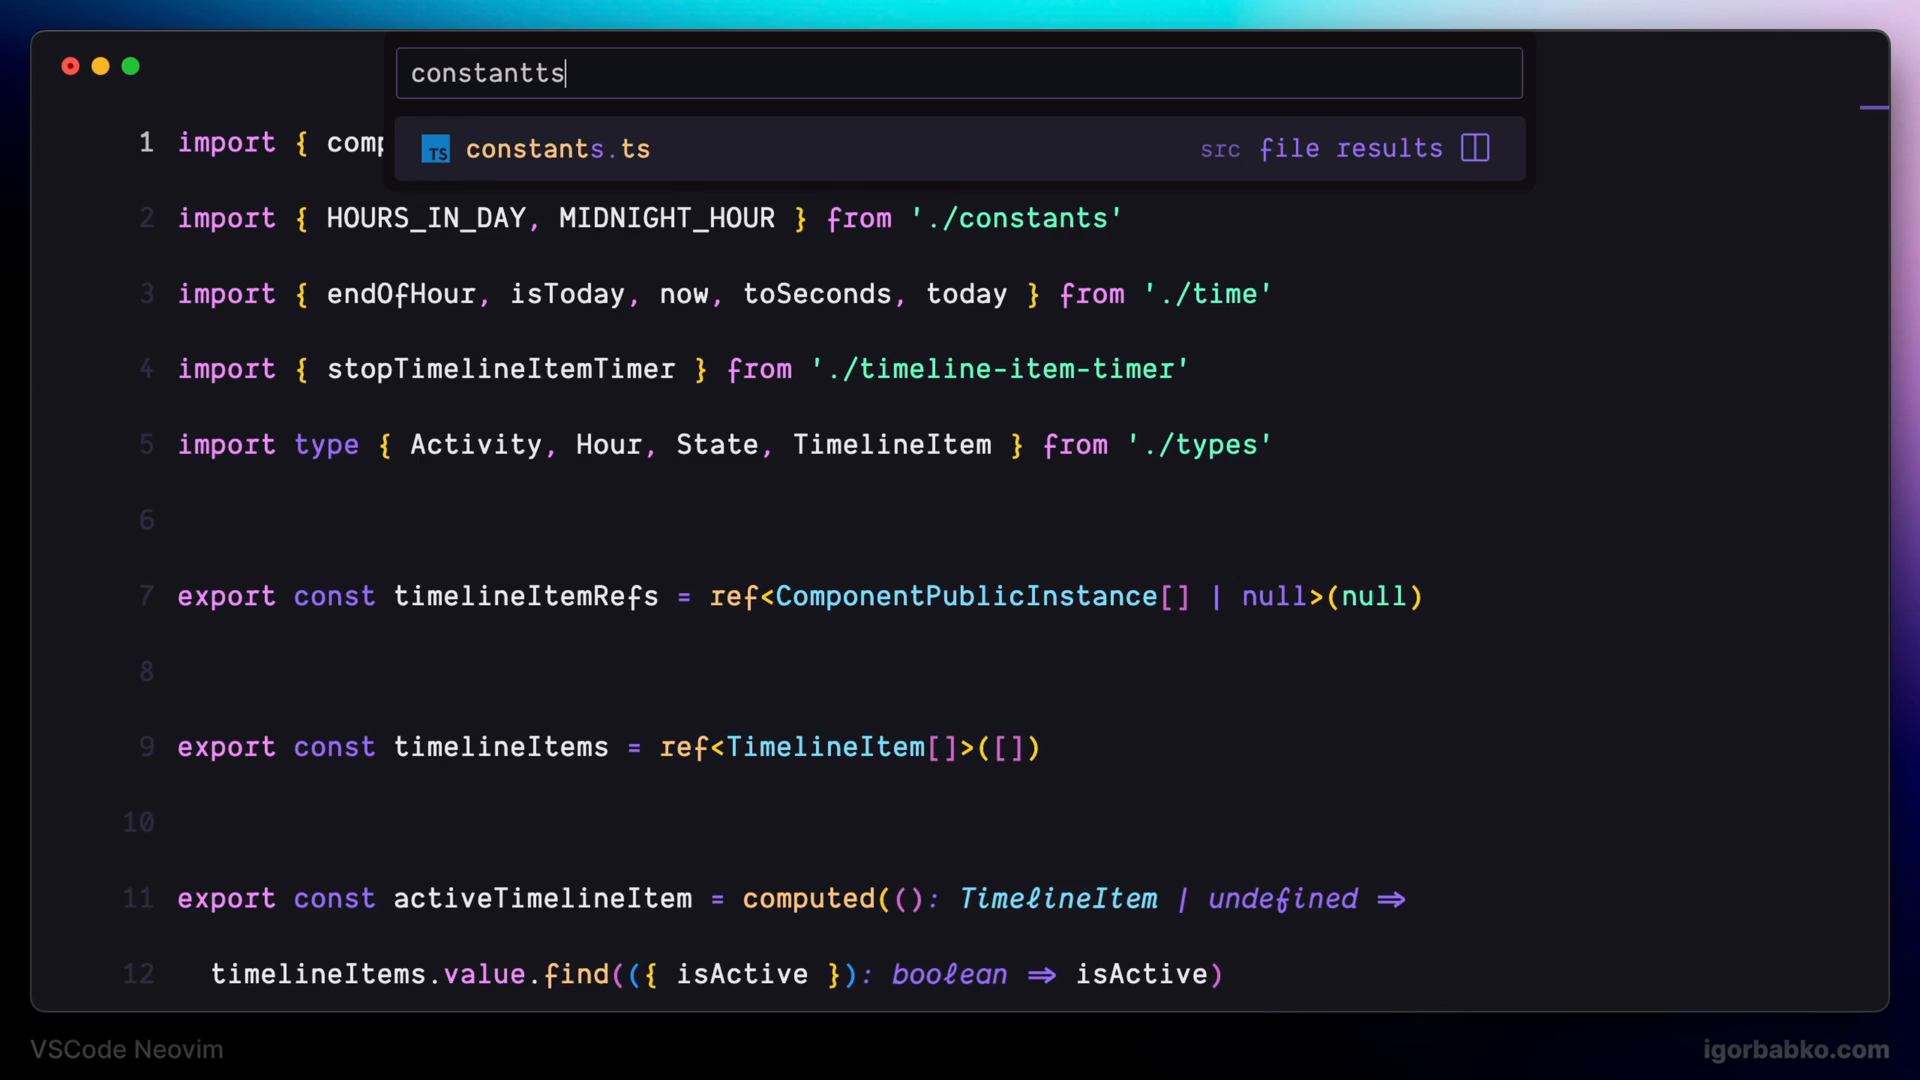 constantts
TS constants.ts src file results
1 import { comp
2 import { HOURS_IN_DAY, MIDNIGHT_HOUR } from './constants'
3 import { endOfHour, isToday, now, toSeconds, today } from './time'
4 import { stopTimelineItemTimer } from './timeline-item-timer'
5 import type { Activity, Hour, State, TimelineItem } from './types'
6
7 export const timelineItemRefs = ref<ComponentPublicInstance[] | null>(null)
8
9 export const timelineItems = ref<TimelineItem[]>([])
10
11 export const activeTimelineItem = computed((): TimelineItem | undefined ⇒
12 timelineItems.value.find(({ isActive }): boolean ⇒ isActive)
VSCode Neovim
igorbabko.com